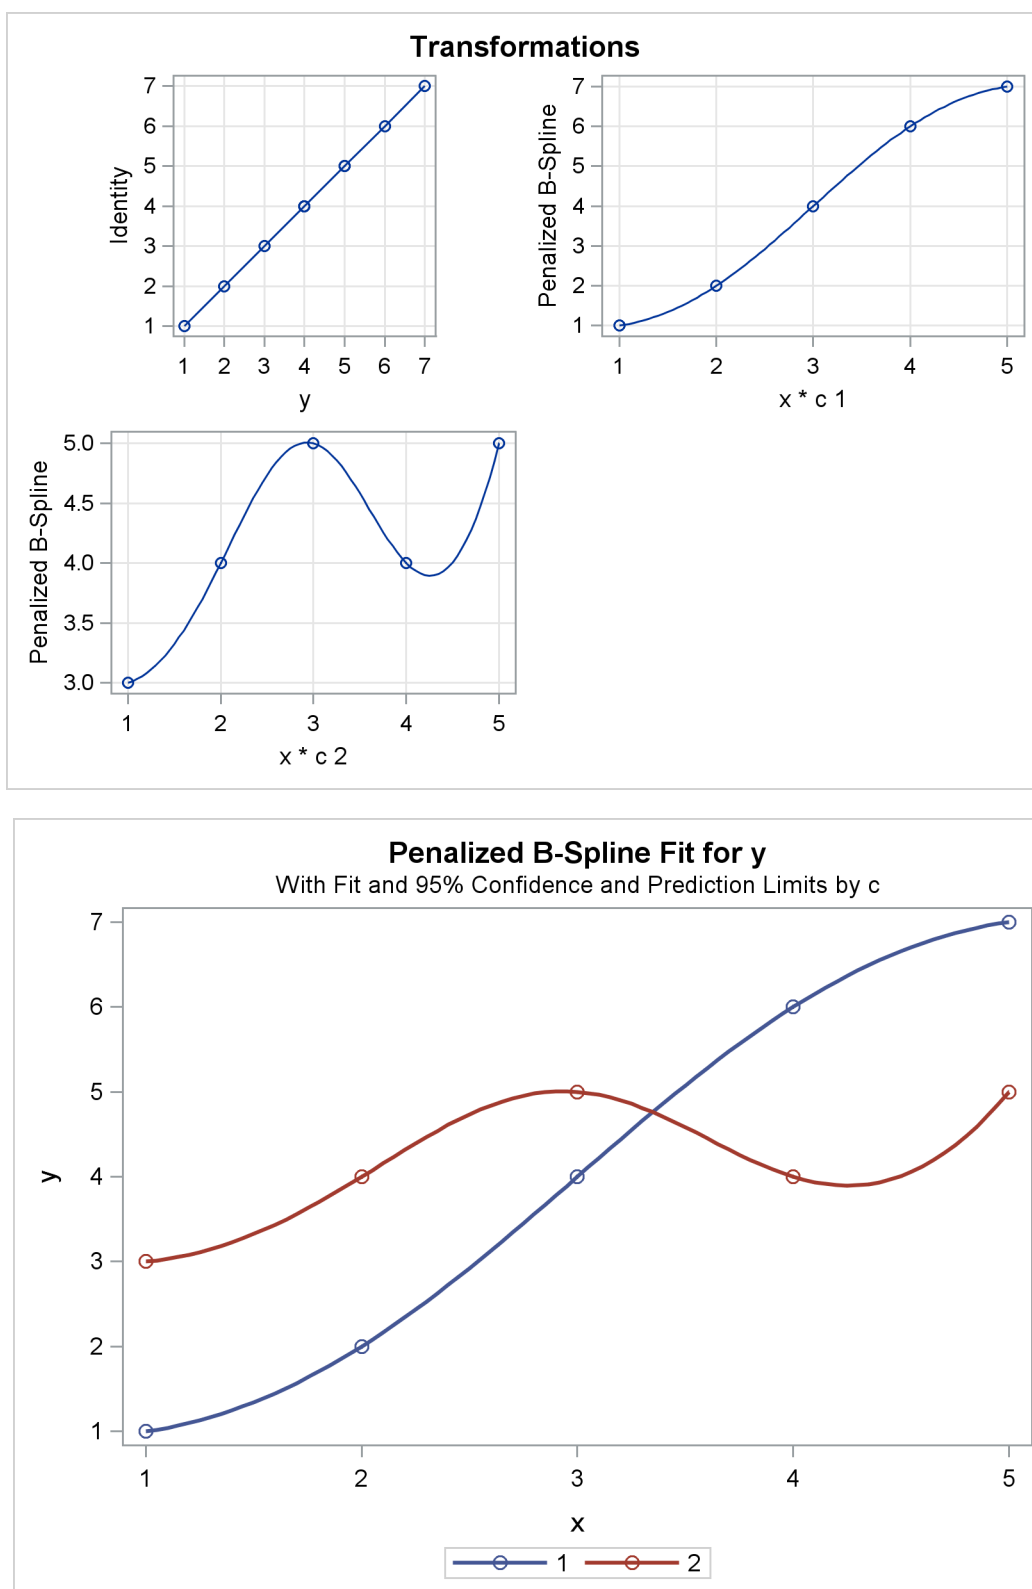 Transformations
Identity
7
6
5
4
3
2
1
1 2 3 4 5 6 7
y
Penalized B-Spline
7
6
5
4
3
2
1
1 2 3 4 5
x * c 1
Penalized B-Spline
5.0
4.5
4.0
3.5
3.0
1 2 3 4 5
x * c 2
Penalized B-Spline Fit for y
With Fit and 95% Confidence and Prediction Limits by c
y
7
6
5
4
3
2
1
1 2 3 4 5
x
1 2